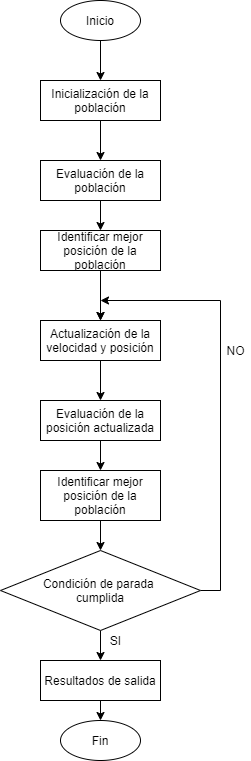 Inicio
Inicialización de la
población
Evaluación de la
población
Identificar mejor
posición de la
población
Actualización de la
velocidad y posición
NO
Evaluación de la
posición actualizada
Identificar mejor
posición de la
población
Condición de parada
cumplida
SI
Resultados de salida
Fin